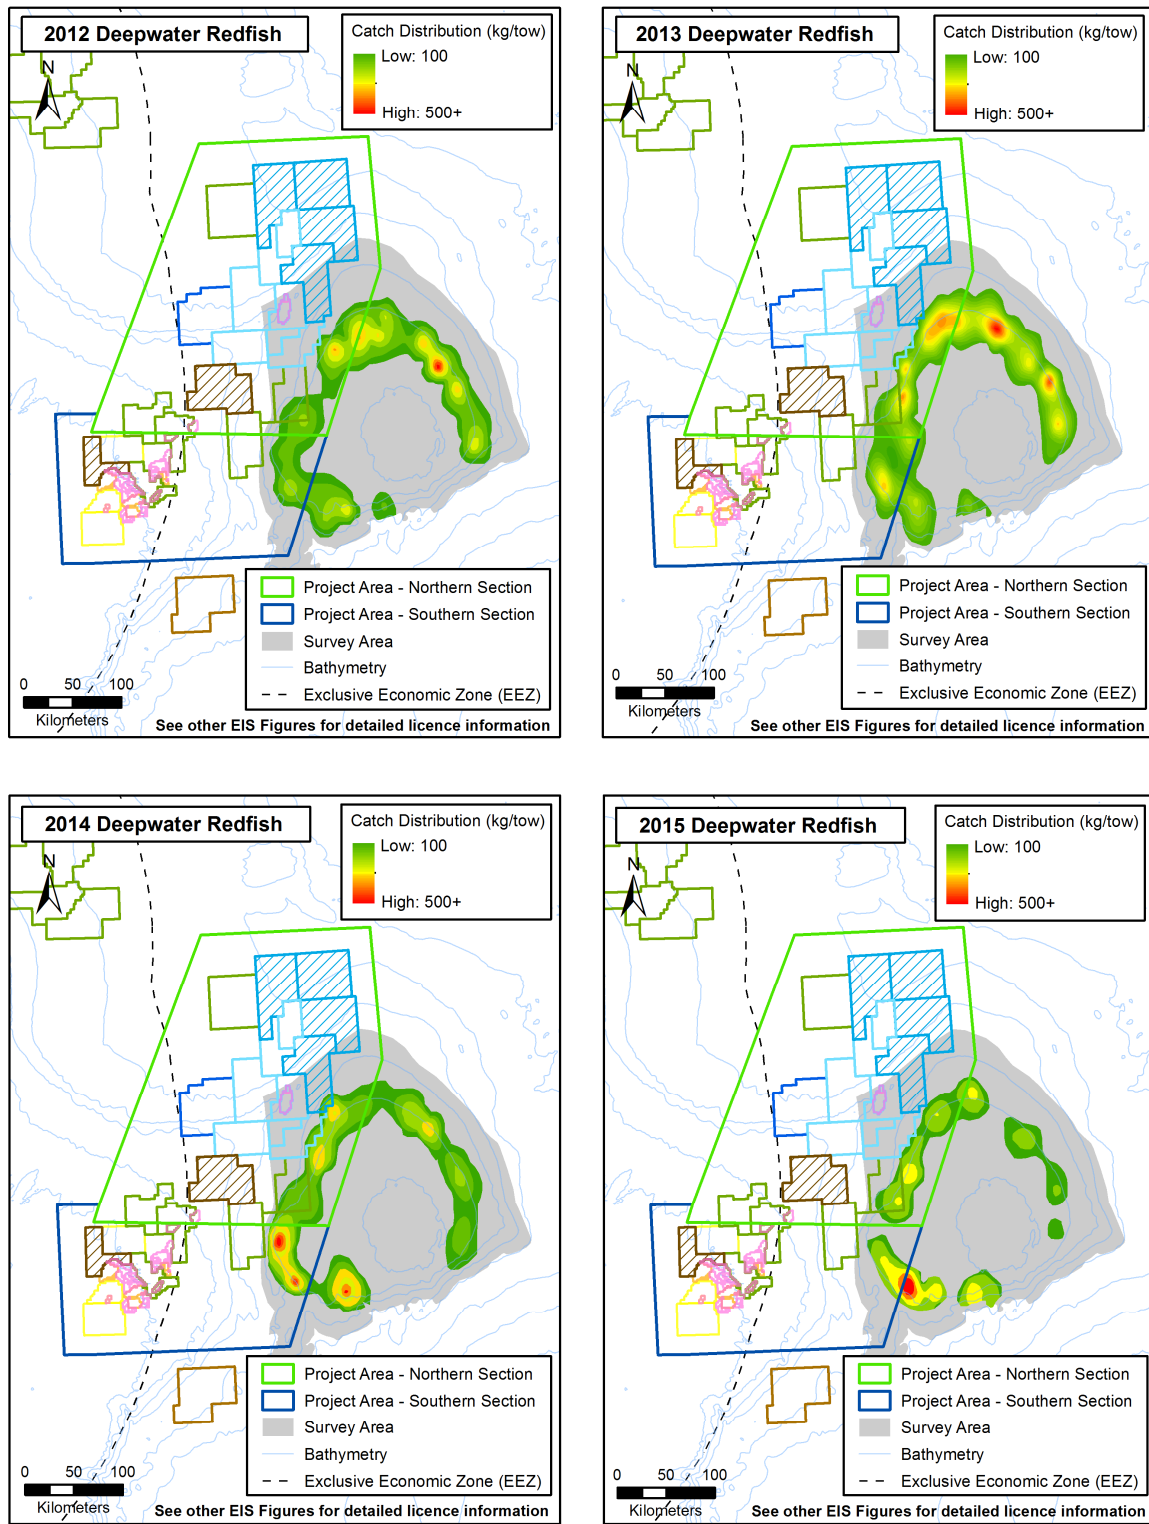 2012 Deepwater Redfish
Catch Distribution (kg/tow)
Low: 100
High: 500+
N
Project Area - Northern Section
Project Area - Southern Section
Survey Area
Bathymetry
Exclusive Economic Zone (EEZ)
0 50 100
Kilometers
See other EIS Figures for detailed licence information
2013 Deepwater Redfish
Catch Distribution (kg/tow)
Low: 100
High: 500+
N
Project Area - Northern Section
Project Area - Southern Section
Survey Area
Bathymetry
Exclusive Economic Zone (EEZ)
0 50 100
Kilometers
See other EIS Figures for detailed licence information
2014 Deepwater Redfish
Catch Distribution (kg/tow)
Low: 100
High: 500+
N
Project Area - Northern Section
Project Area - Southern Section
Survey Area
Bathymetry
Exclusive Economic Zone (EEZ)
0 50 100
Kilometers
See other EIS Figures for detailed licence information
2015 Deepwater Redfish
Catch Distribution (kg/tow)
Low: 100
High: 500+
N
Project Area - Northern Section
Project Area - Southern Section
Survey Area
Bathymetry
Exclusive Economic Zone (EEZ)
0 50 100
Kilometers
See other EIS Figures for detailed licence information